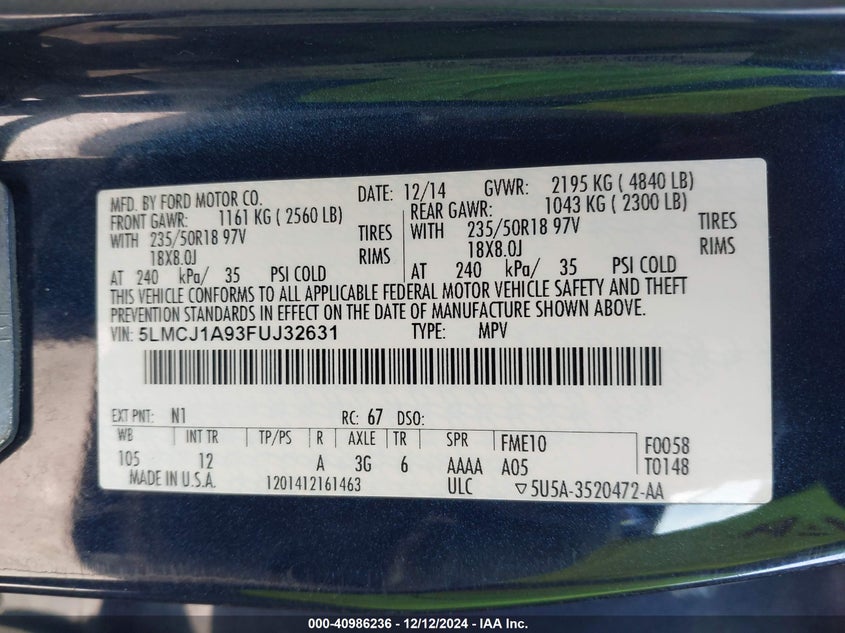 MFD. BY FORD MOTOR CO. DATE: 12/14 GVWR: 2195 KG ( 4840 LB)
FRONT GAWR: 1161 KG ( 2560 LB) REAR GAWR: 1043 KG ( 2300 LB)
WITH 235/50R18 97V TIRES WITH 235/50R18 97V TIRES
18X8.0J RIMS 18X8.0J RIMS
AT 240 kPa/ 35 PSI COLD AT 240 kPa/ 35 PSI COLD
THIS VEHICLE CONFORMS TO ALL APPLICABLE FEDERAL MOTOR VEHICLE SAFETY AND THEFT
PREVENTION STANDARDS IN EFFECT ON THE DATE OF MANUFACTURE SHOWN ABOVE.
VIN: 5LMCJ1A93FUJ32631 TYPE: MPV
EXT PNT: N1 RC: 67 DSO:
WB INT TR TP/PS R AXLE TR SPR FME10 F0058
105 12 A 3G 6 AAAA A05 T0148
MADE IN U.S.A. 1201412161463 ULC ▽5U5A-3520472-AA
000-40986236 - 12/12/2024 - IAA Inc.